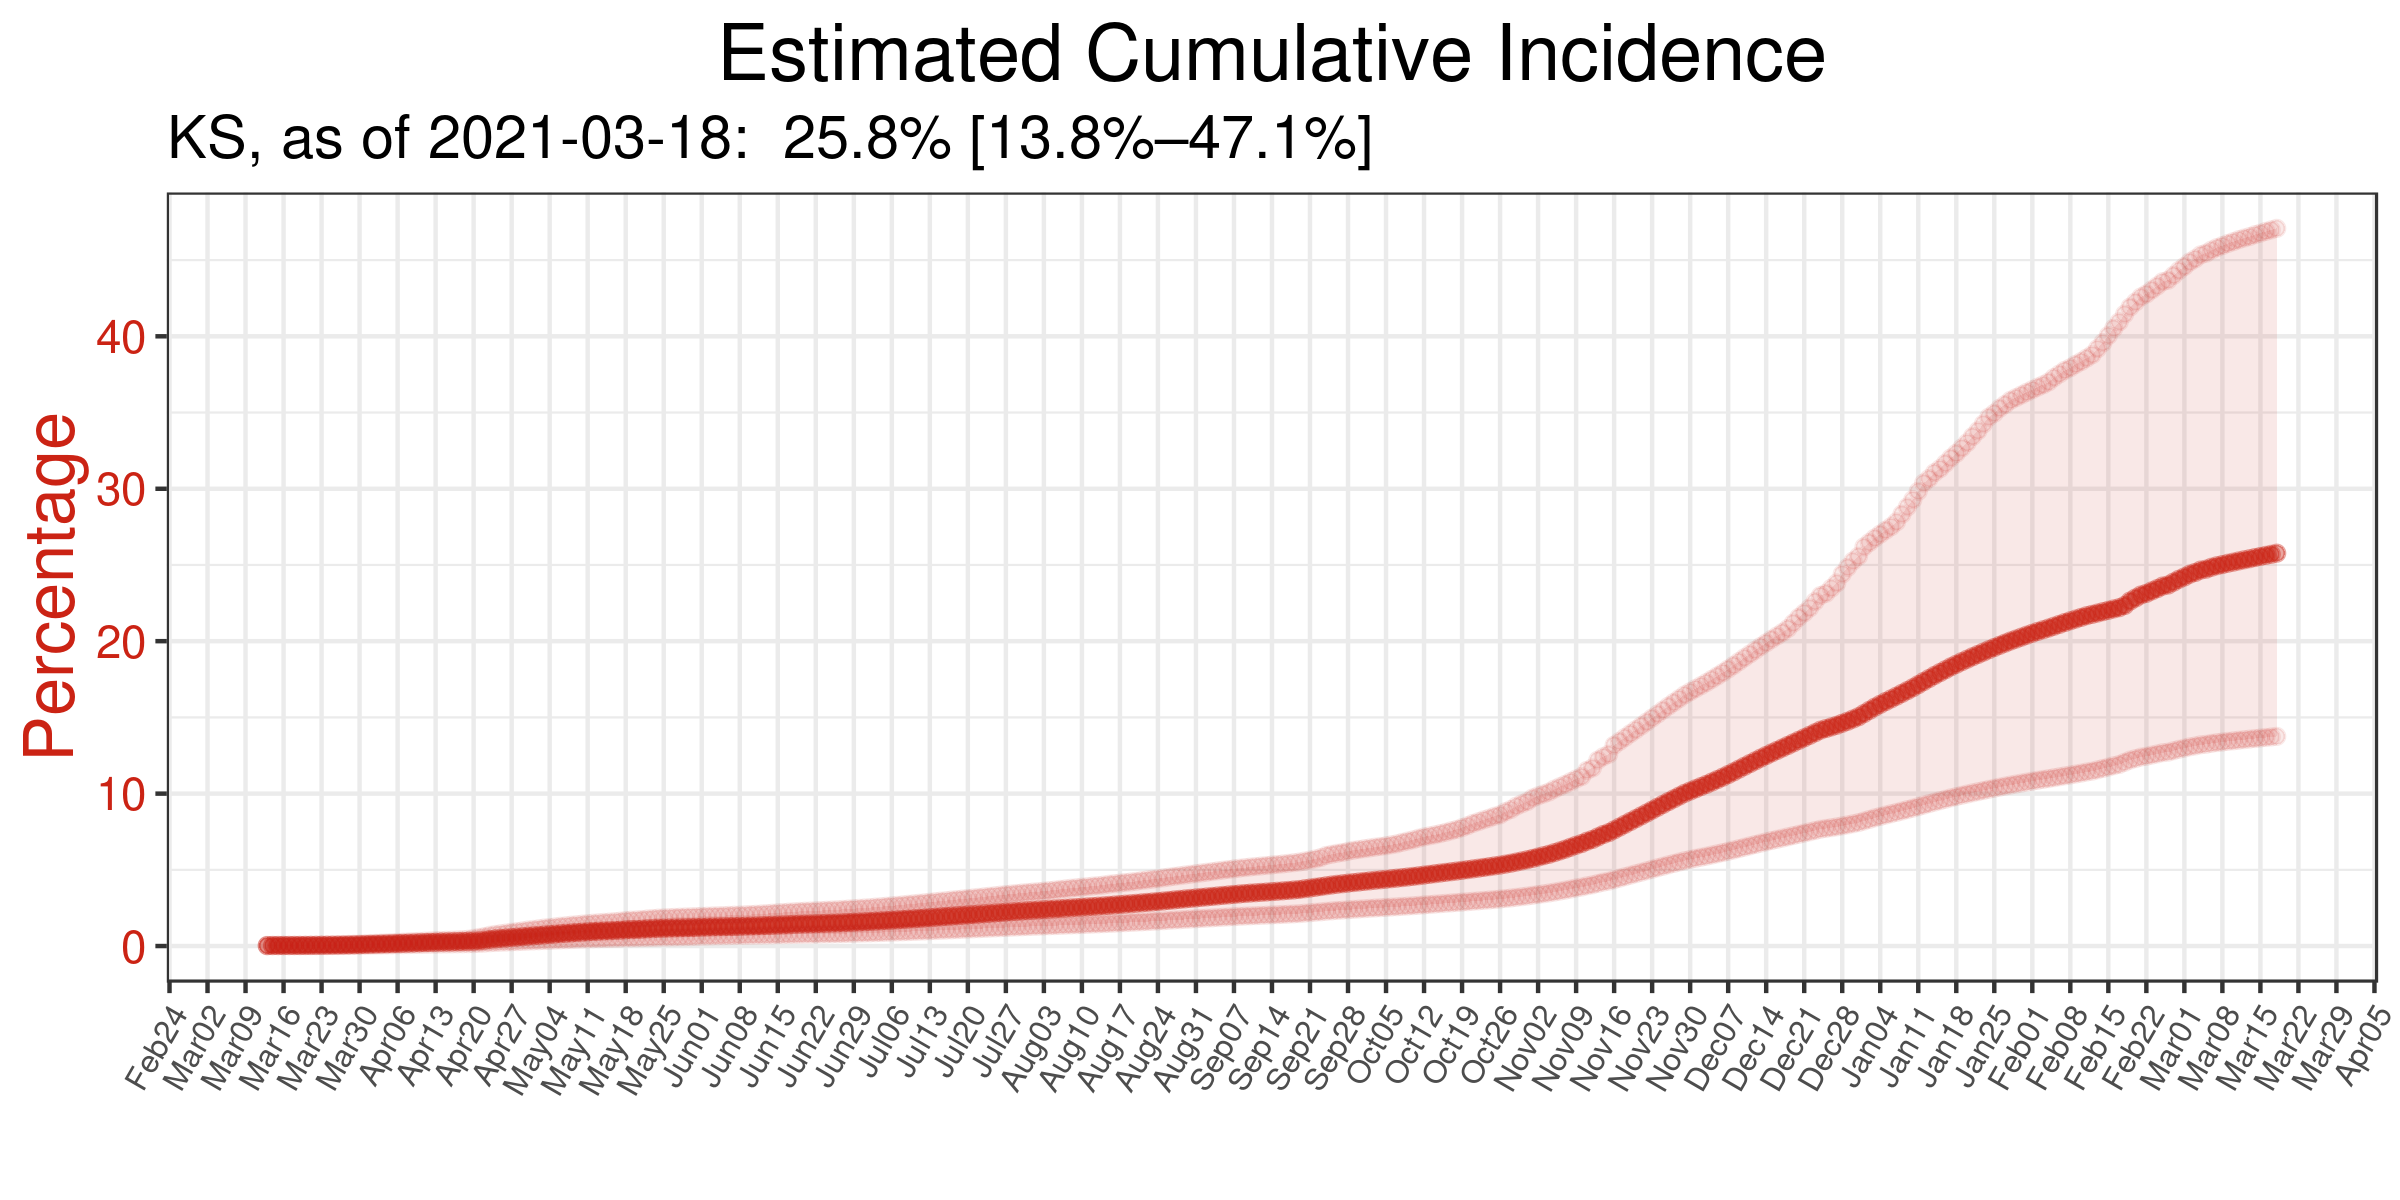 Estimated Cumulative Incidence
KS, as of 2021-03-18:  25.8% [13.8%–47.1%]
Percentage
40
30
20
10
0
Feb24
Mar02
Mar09
Mar16
Mar23
Mar30
Apr06
Apr13
Apr20
Apr27
May04
May11
May18
May25
Jun01
Jun08
Jun15
Jun22
Jun29
Jul06
Jul13
Jul20
Jul27
Aug03
Aug10
Aug17
Aug24
Aug31
Sep07
Sep14
Sep21
Sep28
Oct05
Oct12
Oct19
Oct26
Nov02
Nov09
Nov16
Nov23
Nov30
Dec07
Dec14
Dec21
Dec28
Jan04
Jan11
Jan18
Jan25
Feb01
Feb08
Feb15
Feb22
Mar01
Mar08
Mar15
Mar22
Mar29
Apr05